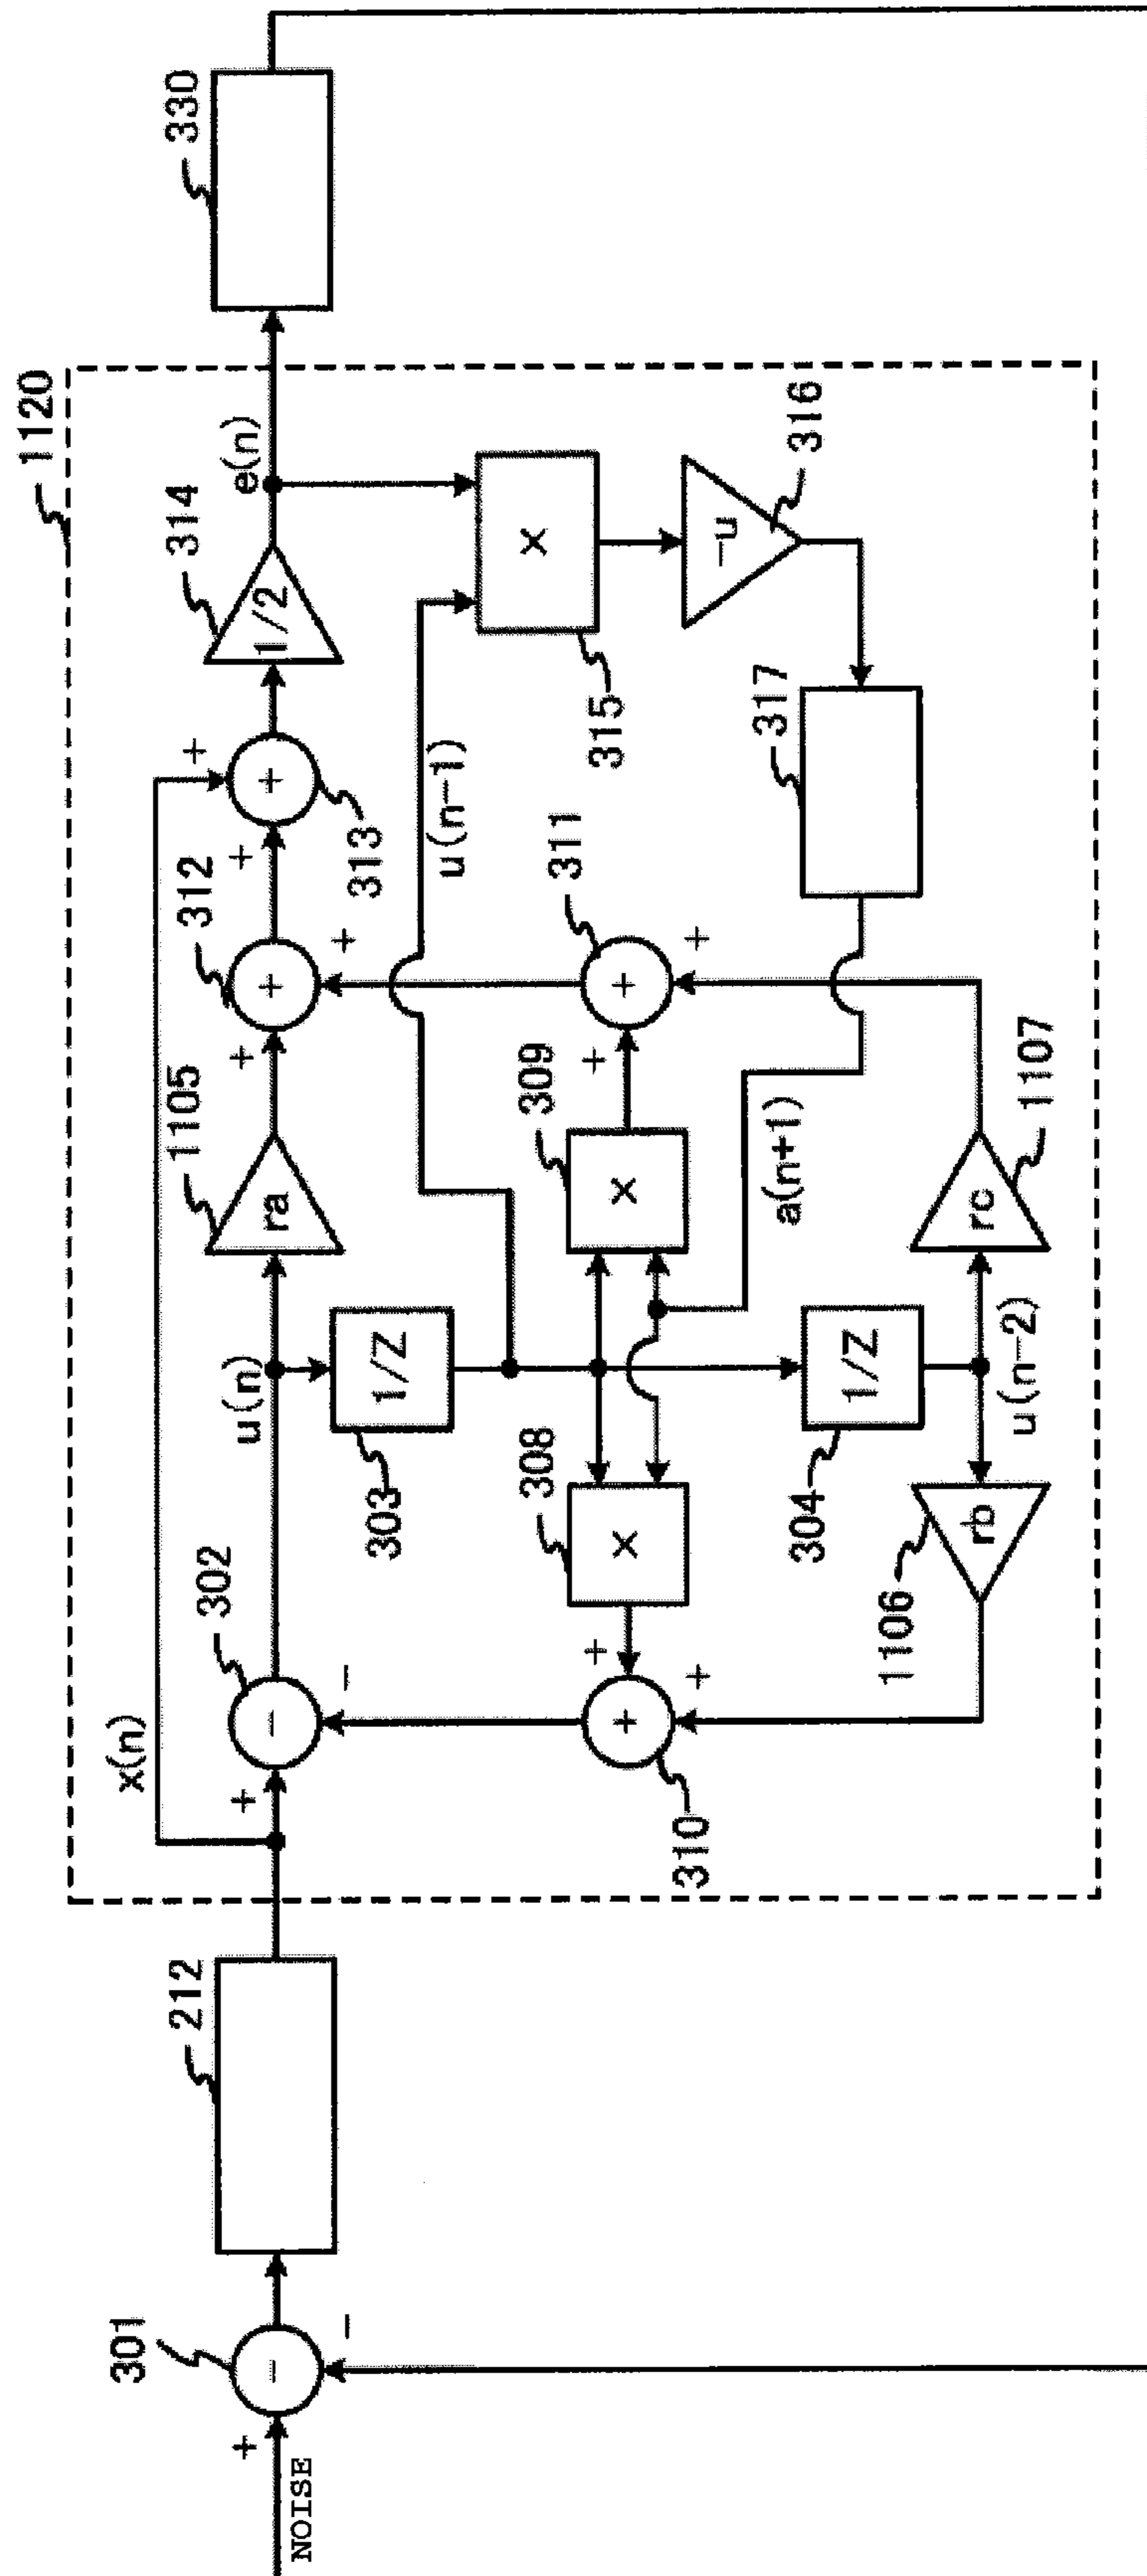 1120
330
314
e(n)
1/2
316
-u
X
315
317
+
+
313
u(n-1)
312
+
+
+
311
+
+
309
+
+
1105
ra
+
X
a(n+1)
1107
rc
u(n)
1/Z
303
1/Z
304
u(n-2)
308
X
rb
1106
302
-
-
x(n)
+
+
+
+
310
212
301
-
-
+
NOISE